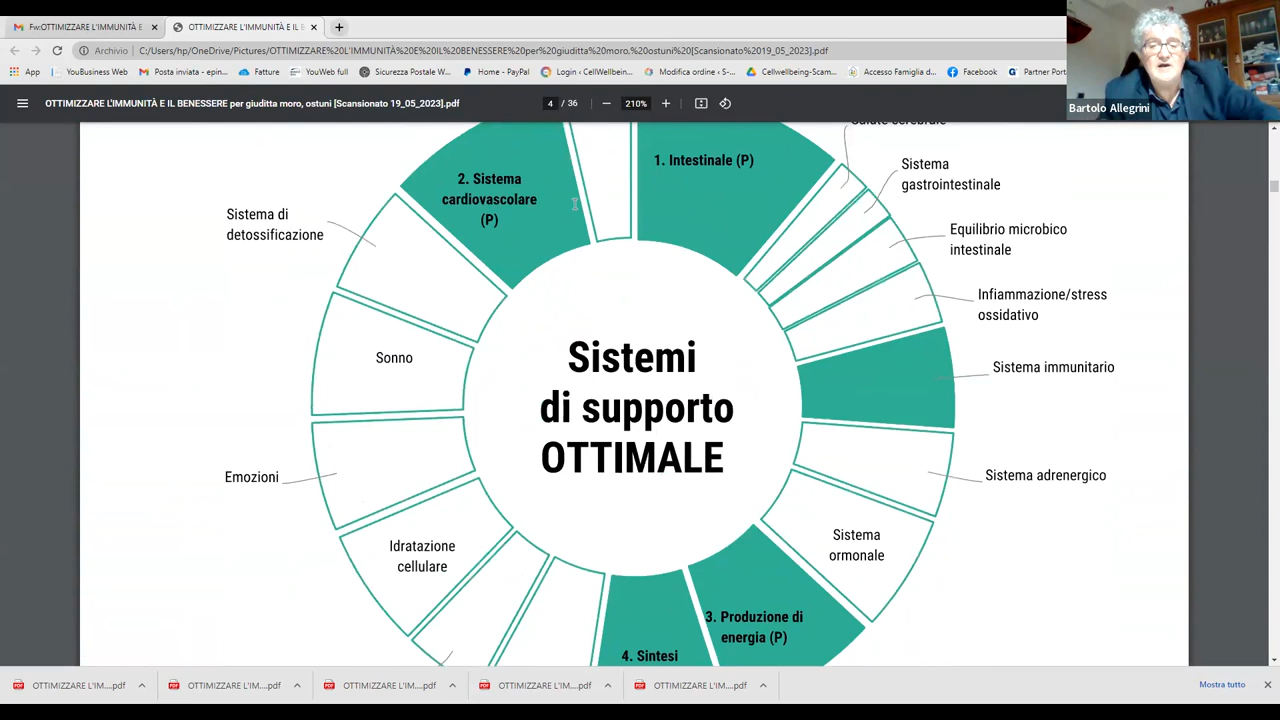 Fw:OTTIMIZZARE L'IMMUNITÀ E
OTTIMIZZARE L'IMMUNITÀ E IL B
Archivio
C:/Users/hp/OneDrive/Pictures/OTTIMIZZARE%20L'IMMUNITÀ%20E%20IL%20BENESSERE%20per%20giuditta%20moro,%20ostuni%20[Scansionato%2019_05_2023].pdf
App
YouBusiness Web
Posta inviata - epin...
Fatture
YouWeb full
Sicurezza Postale W...
Home - PayPal
Login ‹ CellWellbein...
Modifica ordine ‹ S-...
Cellwellbeing-Scam...
Accesso Famiglia d...
Facebook
Partner Port
OTTIMIZZARE L'IMMUNITÀ E IL BENESSERE per giuditta moro, ostuni [Scansionato 19_05_2023].pdf
4 / 36
210%
Bartolo Allegrini
Salute cerebrale
1. Intestinale (P)
Sistema
gastrointestinale
2. Sistema
cardiovascolare
(P)
Sistema di
detossificazione
Equilibrio microbico
intestinale
Infiammazione/stress
ossidativo
Sonno
Sistemi
di supporto
OTTIMALE
Sistema immunitario
Emozioni
Sistema adrenergico
Idratazione
cellulare
Sistema
ormonale
3. Produzione di
energia (P)
4. Sintesi
OTTIMIZZARE L'IM....pdf
OTTIMIZZARE L'IM....pdf
OTTIMIZZARE L'IM....pdf
OTTIMIZZARE L'IM....pdf
OTTIMIZZARE L'IM....pdf
Mostra tutto